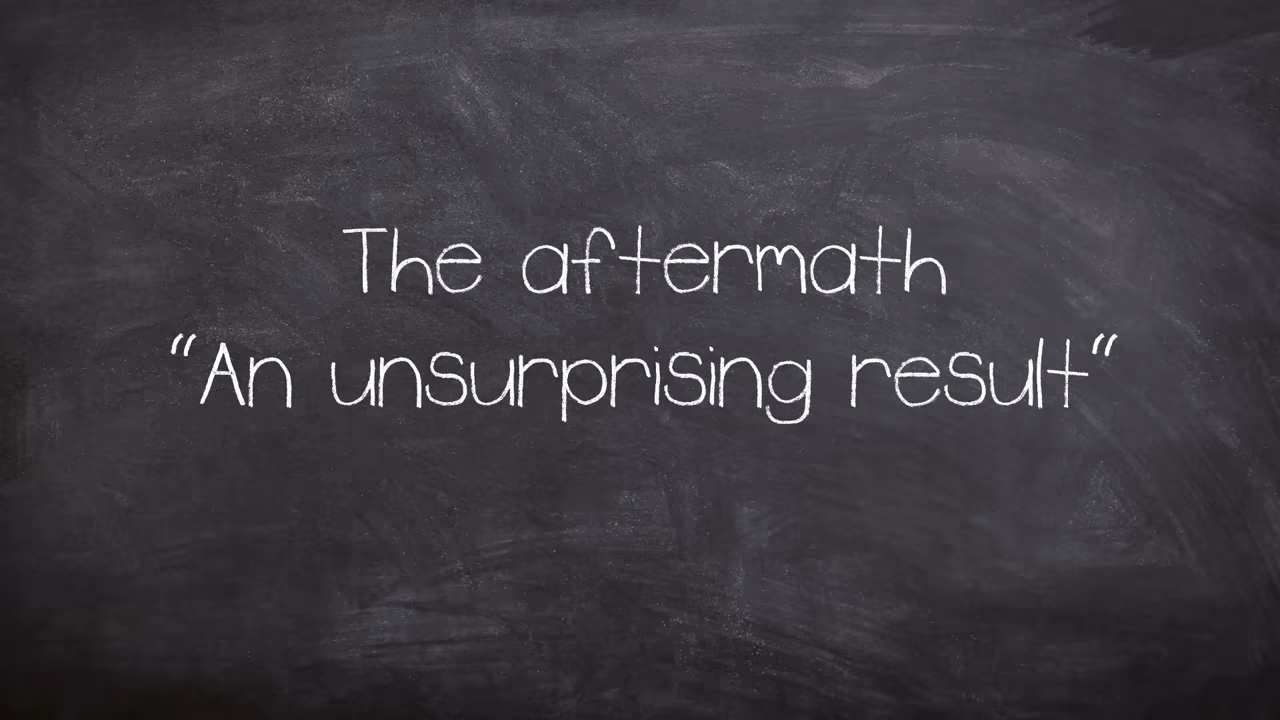 The aftermath
“An unsurprising result“